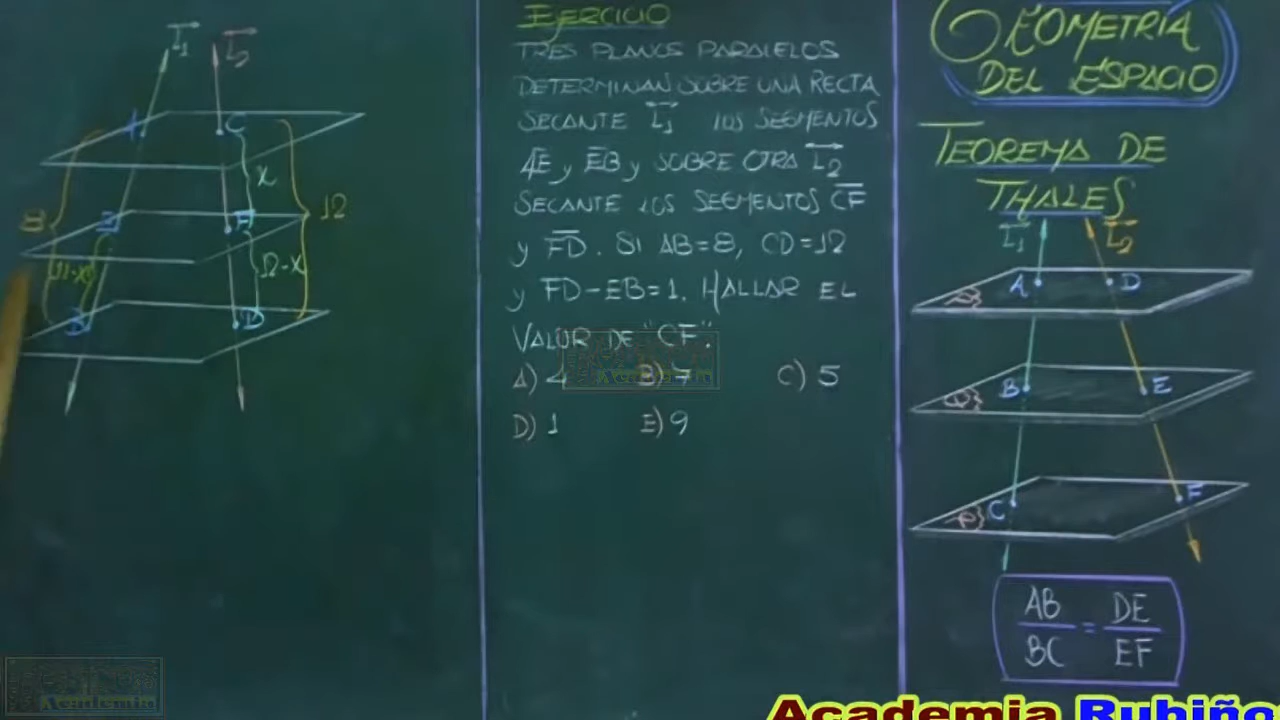 L1
L2
A
C
x
8
12
E
F
11-x
12-x
B
D
EJERCICIO
TRES PLANOS PARALELOS
DETERMINAN SOBRE UNA RECTA
SECANTE L1 LOS SEGMENTOS
AE y EB y SOBRE OTRA L2
SECANTE LOS SEGMENTOS CF
y FD. SI AB=8, CD=12
y FD-EB=1. HALLAR EL
VALOR DE "CF".
A) 4 B) 7 C) 5
D) 1 E) 9
GEOMETRIA
DEL ESPACIO
TEOREMA DE
THALES
L1
L2
A
D
B
E
C
F
AB
BC
=
DE
EF
Academia
Academia
Academia Rubiño